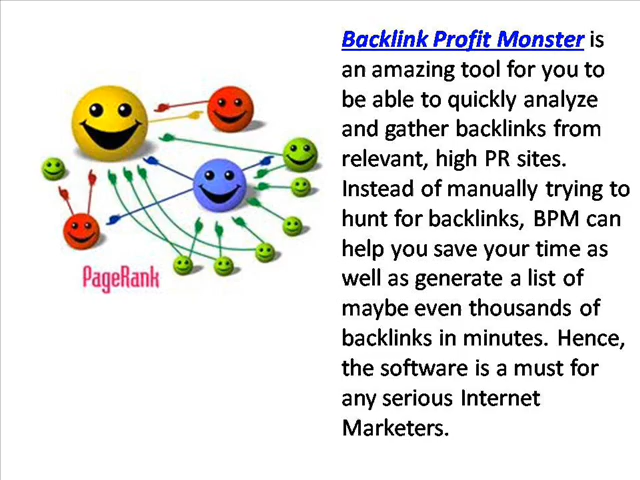 Backlink Profit Monster is
an amazing tool for you to
be able to quickly analyze
and gather backlinks from
relevant, high PR sites.
Instead of manually trying to
hunt for backlinks, BPM can
help you save your time as
well as generate a list of
maybe even thousands of
backlinks in minutes. Hence,
the software is a must for
any serious Internet
Marketers.
PageRank